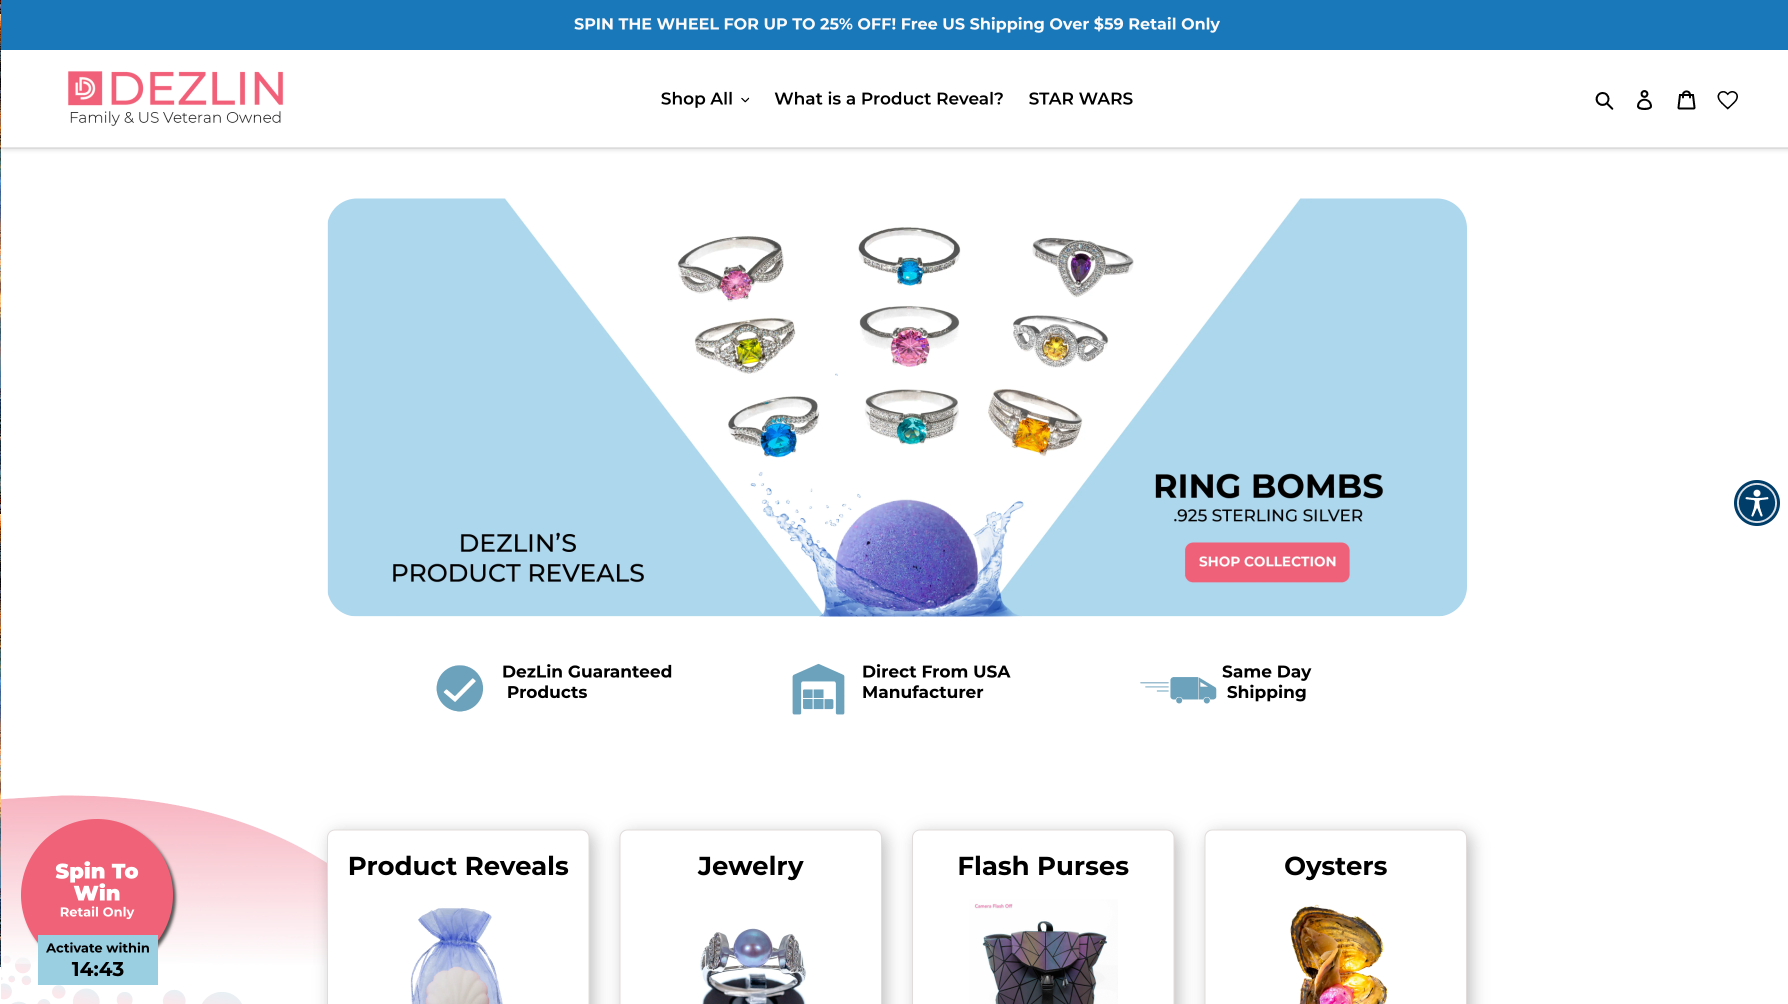 SPIN THE WHEEL FOR UP TO 25% OFF! Free US Shipping Over $59 Retail Only
DEZLIN
Family & US Veteran Owned
Shop All
What is a Product Reveal?
STAR WARS
DEZLIN'S
PRODUCT REVEALS
RING BOMBS
.925 STERLING SILVER
SHOP COLLECTION
DezLin Guaranteed
Products
Direct From USA
Manufacturer
Same Day
Shipping
Spin To
Win
Retail Only
Activate within
14:43
Product Reveals
Jewelry
Flash Purses
Camera Flash Off
Oysters